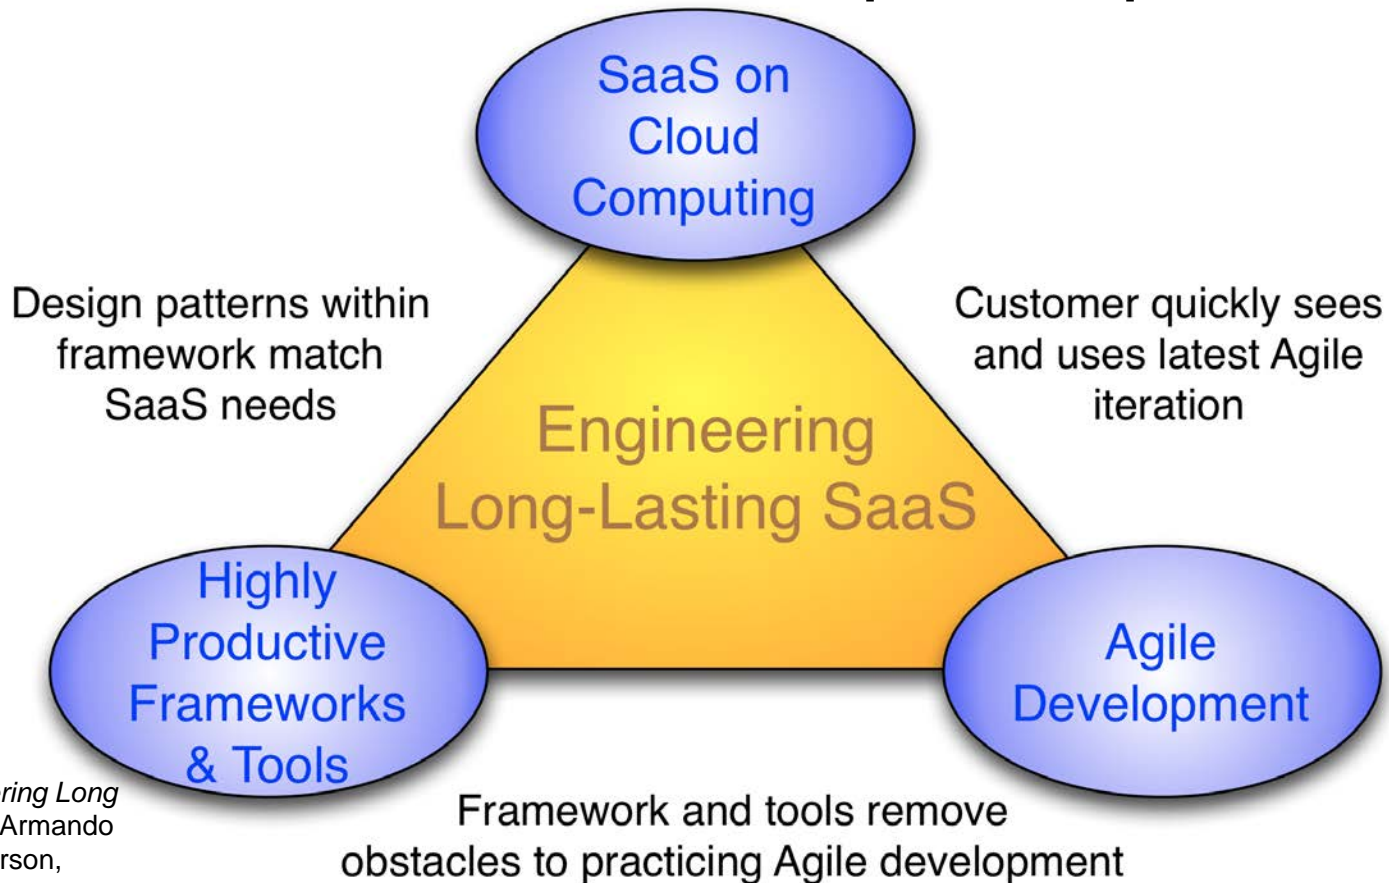 SaaS on
Cloud
Computing
Design patterns within
framework match
SaaS needs
Customer quickly sees
and uses latest Agile
iteration
Engineering
Long-Lasting SaaS
Highly
Productive
Frameworks
& Tools
Agile
Development
ring Long
Armando
rson,
Framework and tools remove
obstacles to practicing Agile development